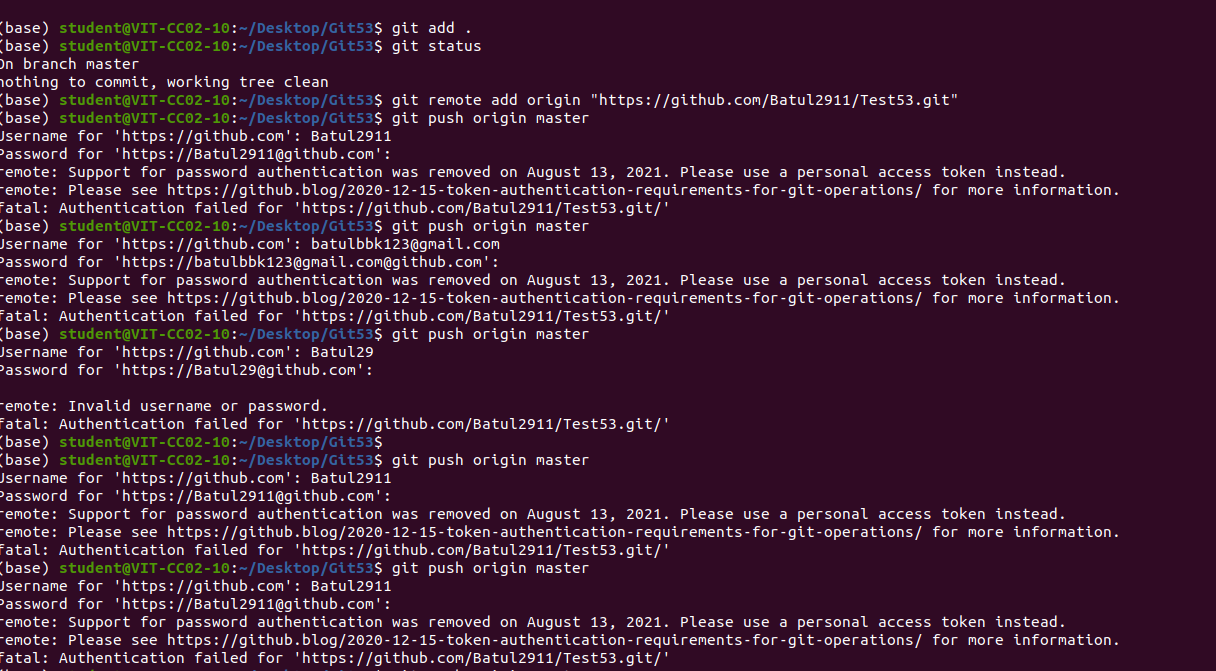 (base) student@VIT-CC02-10:~/Desktop/Git53$ git add .
(base) student@VIT-CC02-10:~/Desktop/Git53$ git status
On branch master
nothing to commit, working tree clean
(base) student@VIT-CC02-10:~/Desktop/Git53$ git remote add origin "https://github.com/Batul2911/Test53.git"
(base) student@VIT-CC02-10:~/Desktop/Git53$ git push origin master
Username for 'https://github.com': Batul2911
Password for 'https://Batul2911@github.com':
remote: Support for password authentication was removed on August 13, 2021. Please use a personal access token instead.
remote: Please see https://github.blog/2020-12-15-token-authentication-requirements-for-git-operations/ for more information.
fatal: Authentication failed for 'https://github.com/Batul2911/Test53.git/'
(base) student@VIT-CC02-10:~/Desktop/Git53$ git push origin master
Username for 'https://github.com': batulbbk123@gmail.com
Password for 'https://batulbbk123@gmail.com@github.com':
remote: Support for password authentication was removed on August 13, 2021. Please use a personal access token instead.
remote: Please see https://github.blog/2020-12-15-token-authentication-requirements-for-git-operations/ for more information.
fatal: Authentication failed for 'https://github.com/Batul2911/Test53.git/'
(base) student@VIT-CC02-10:~/Desktop/Git53$ git push origin master
Username for 'https://github.com': Batul29
Password for 'https://Batul29@github.com':
remote: Invalid username or password.
fatal: Authentication failed for 'https://github.com/Batul2911/Test53.git/'
(base) student@VIT-CC02-10:~/Desktop/Git53$
(base) student@VIT-CC02-10:~/Desktop/Git53$ git push origin master
Username for 'https://github.com': Batul2911
Password for 'https://Batul2911@github.com':
remote: Support for password authentication was removed on August 13, 2021. Please use a personal access token instead.
remote: Please see https://github.blog/2020-12-15-token-authentication-requirements-for-git-operations/ for more information.
fatal: Authentication failed for 'https://github.com/Batul2911/Test53.git/'
(base) student@VIT-CC02-10:~/Desktop/Git53$ git push origin master
Username for 'https://github.com': Batul2911
Password for 'https://Batul2911@github.com':
remote: Support for password authentication was removed on August 13, 2021. Please use a personal access token instead.
remote: Please see https://github.blog/2020-12-15-token-authentication-requirements-for-git-operations/ for more information.
fatal: Authentication failed for 'https://github.com/Batul2911/Test53.git/'